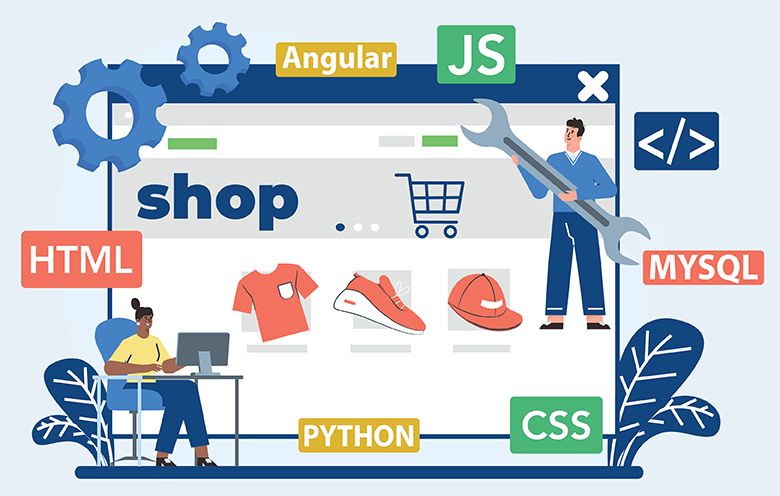 Angular
JS
</>
shop
HTML
MYSQL
PYTHON
CSS